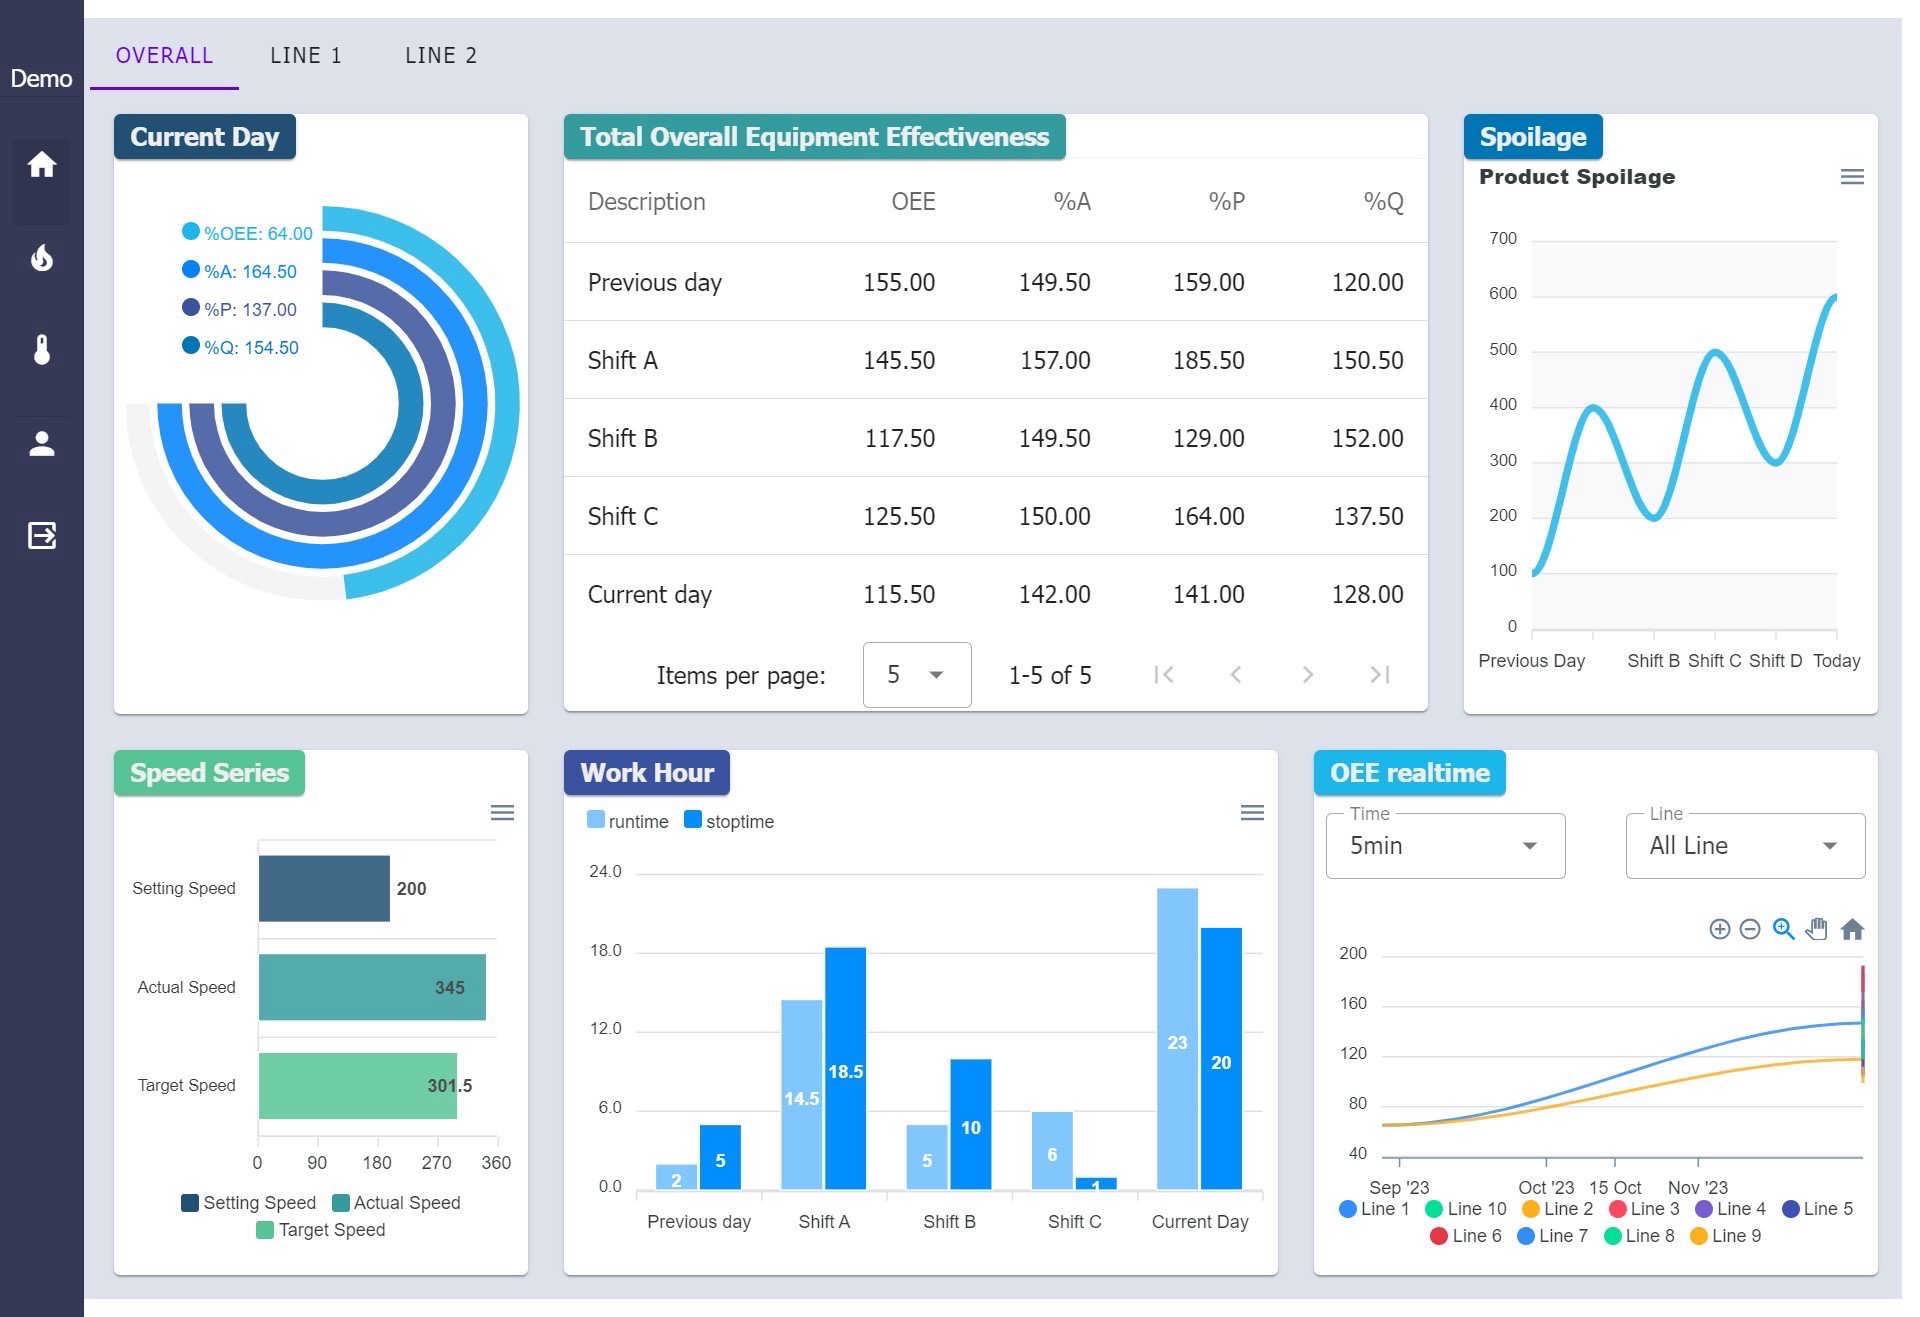 Demo
OVERALL LINE 1 LINE 2
Current Day
%OEE: 64.00
%A: 164.50
%P: 137.00
%Q: 154.50
Total Overall Equipment Effectiveness
Description OEE %A %P %Q
Previous day 155.00 149.50 159.00 120.00
Shift A 145.50 157.00 185.50 150.50
Shift B 117.50 149.50 129.00 152.00
Shift C 125.50 150.00 164.00 137.50
Current day 115.50 142.00 141.00 128.00
Items per page: 5 1-5 of 5
Spoilage
Product Spoilage
700
600
500
400
300
200
100
0
Previous Day Shift B Shift C Shift D Today
Speed Series
Setting Speed 200
Actual Speed 345
Target Speed 301.5
0 90 180 270 360
Setting Speed Actual Speed
Target Speed
Work Hour
runtime stoptime
24.0
18.0
12.0
6.0
0.0
2 5 14.5 18.5 5 10 6 1 23 20
Previous day Shift A Shift B Shift C Current Day
OEE realtime
Time Line
5min All Line
200
160
120
80
40
Sep '23 Oct '23 15 Oct Nov '23
Line 1 Line 10 Line 2 Line 3 Line 4 Line 5
Line 6 Line 7 Line 8 Line 9